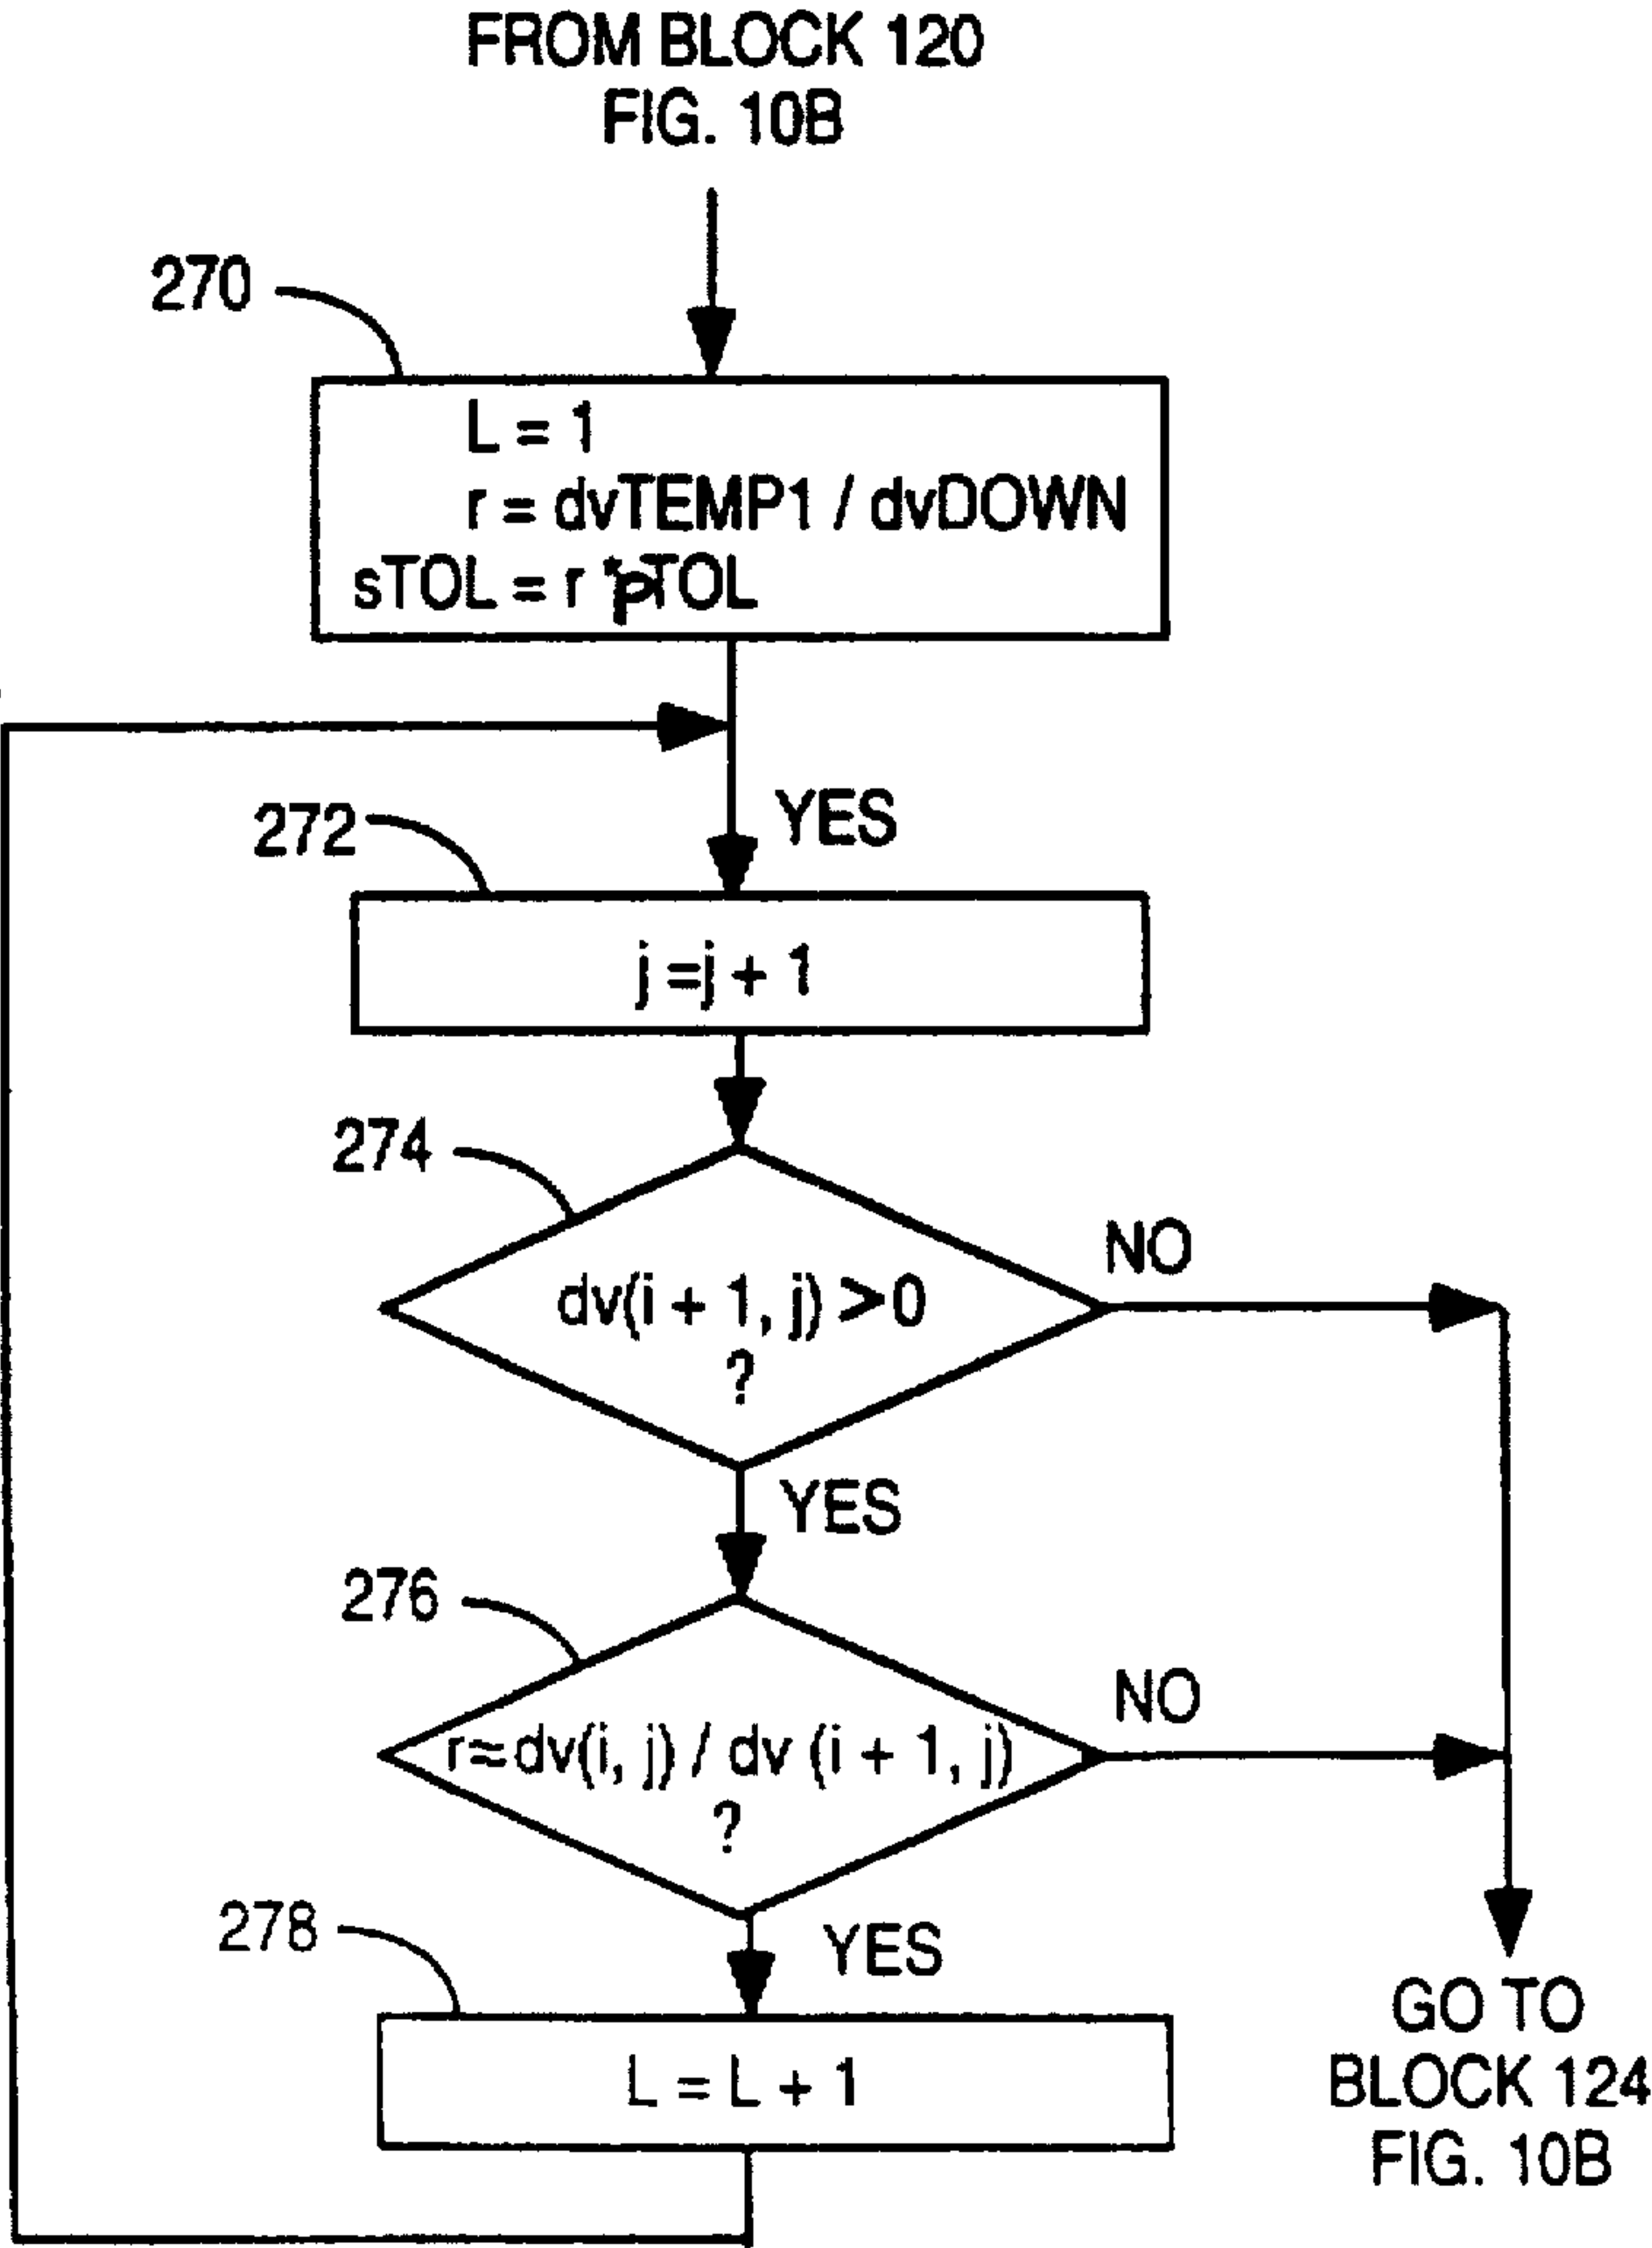 FROM BLOCK 120
FIG. 10B
270
L = 1
r = dvTEMP1 / dvDOWN
sTOL = r *pTOL
YES
272
j =j + 1
274
NO
dv(i + 1, j) >0
?
YES
276
NO
r≈dv(i, j) / dv (i + 1, j)
?
278
YES
L = L + 1
GO TO
BLOCK 124
FIG. 10B